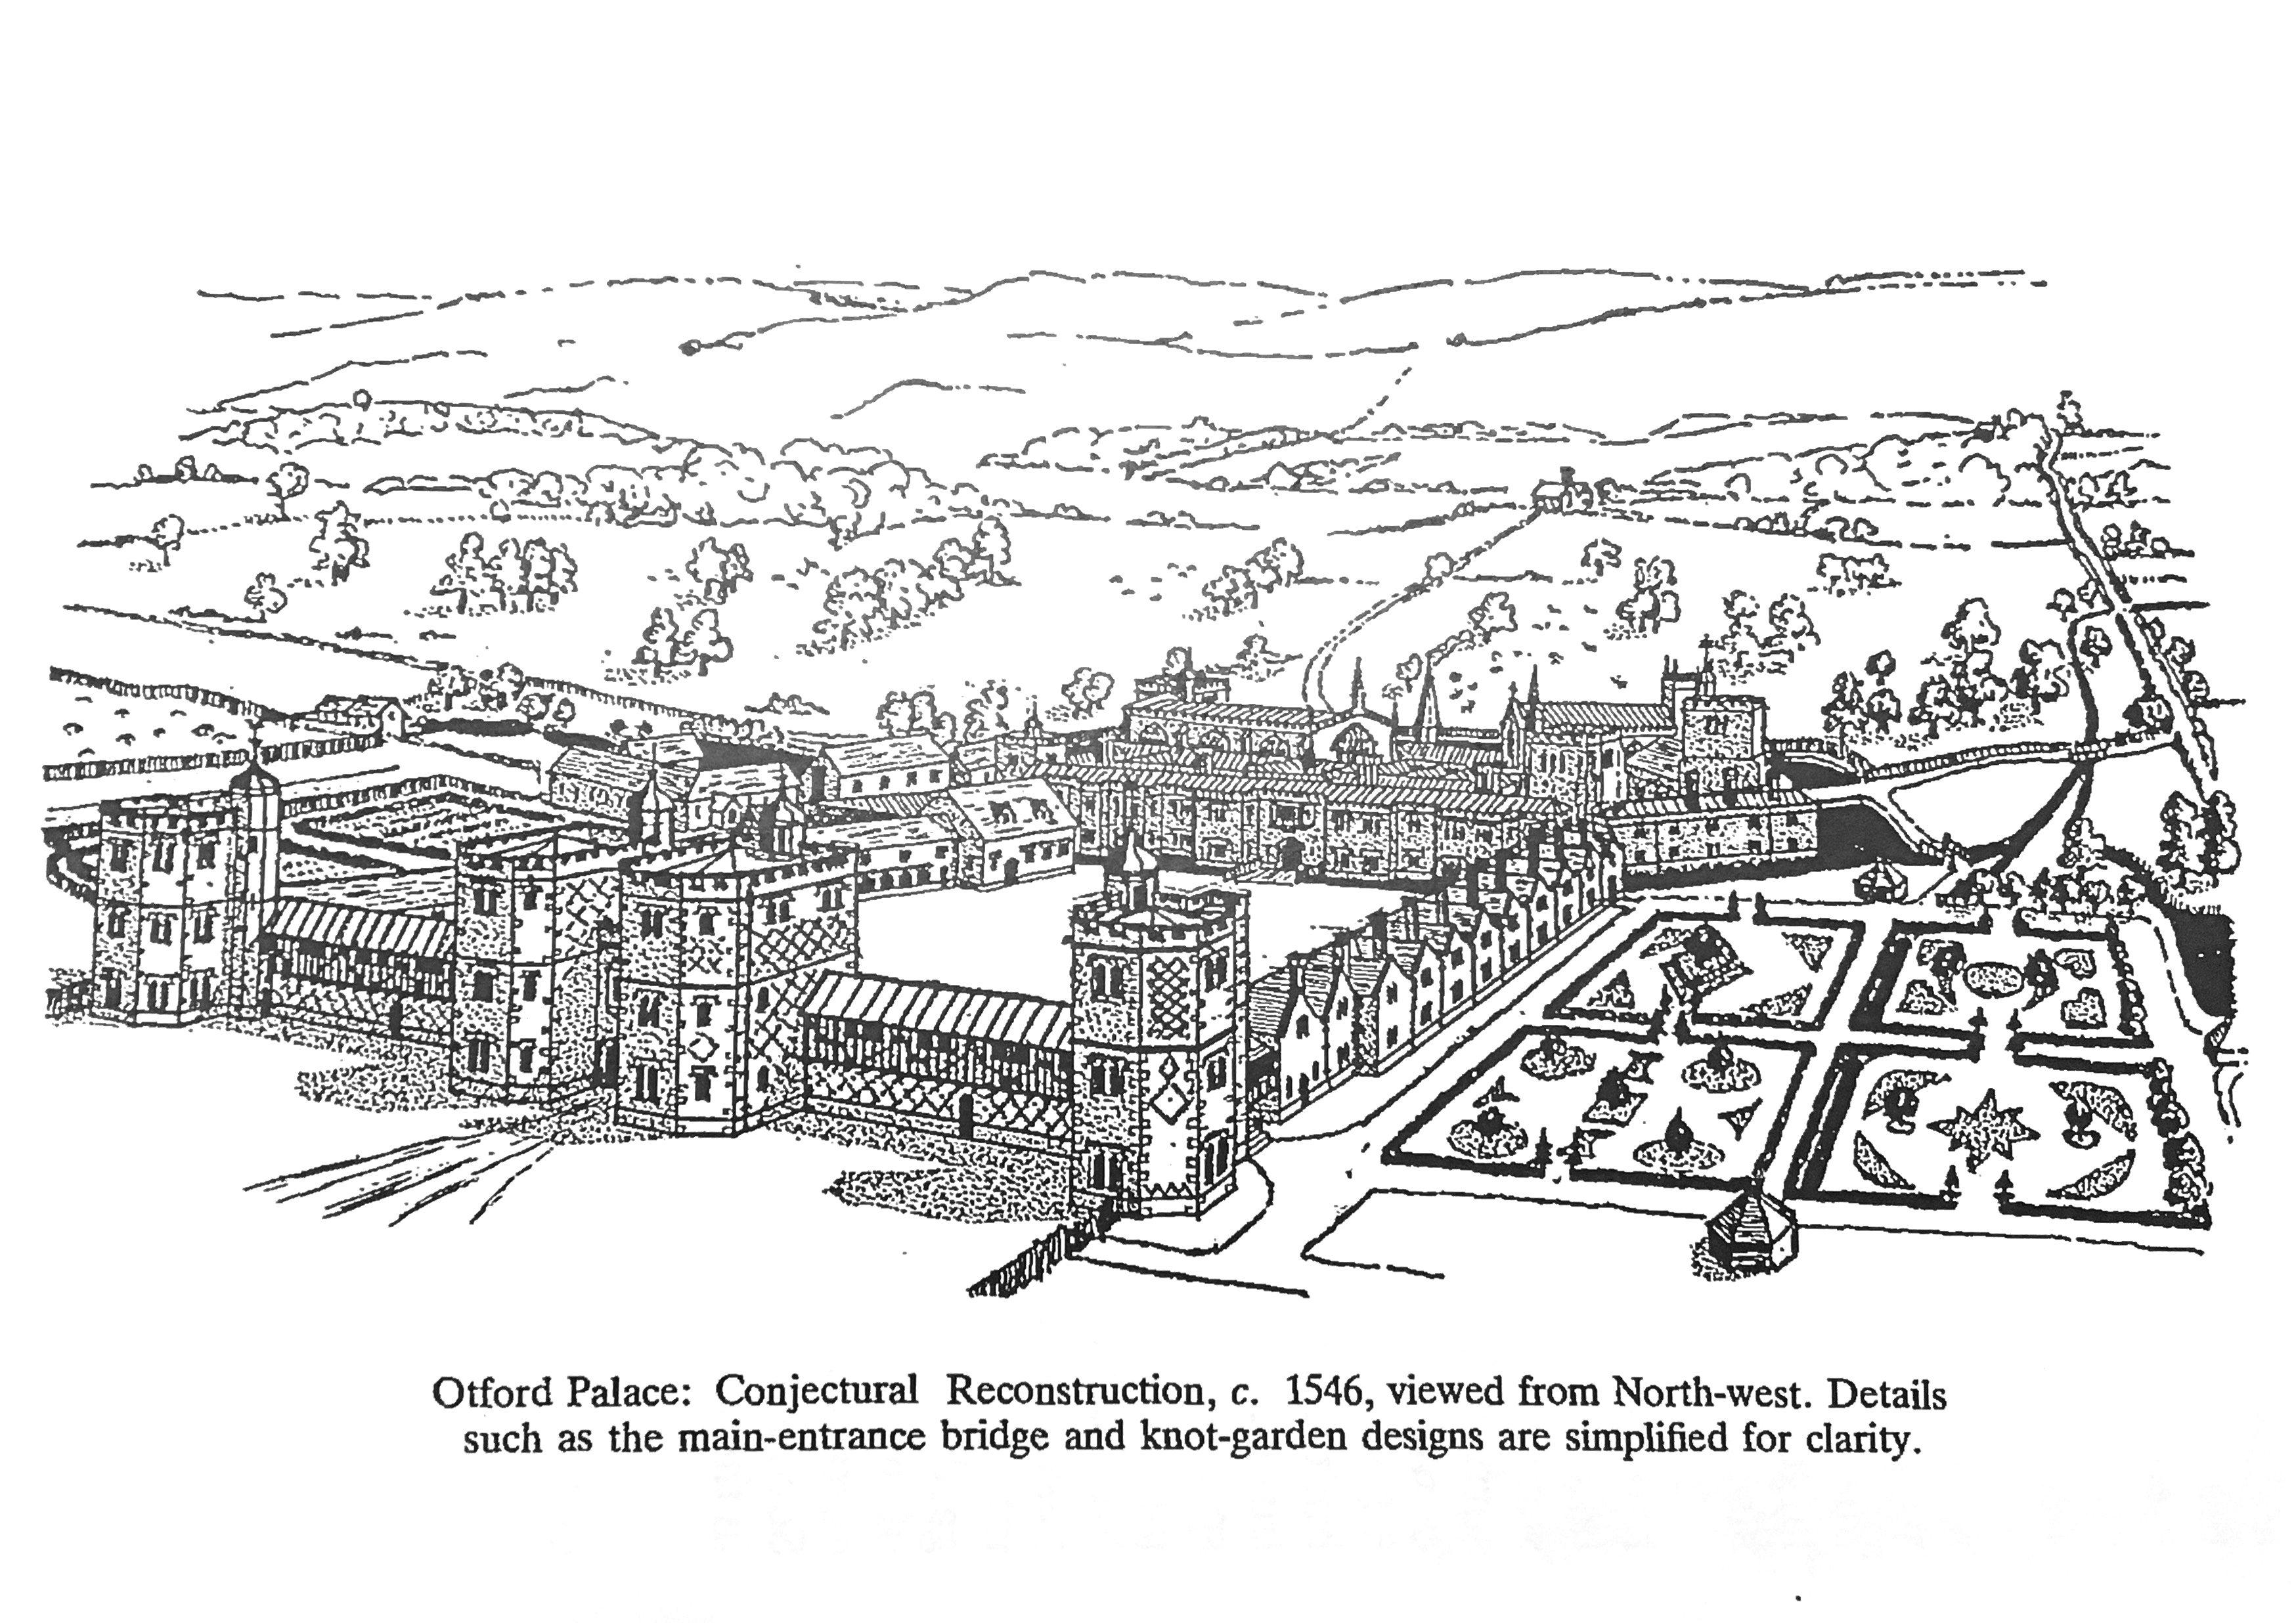 Otford Palace: Conjectural Reconstruction, c. 1546, viewed from North-west. Details
such as the main-entrance bridge and knot-garden designs are simplified for clarity.